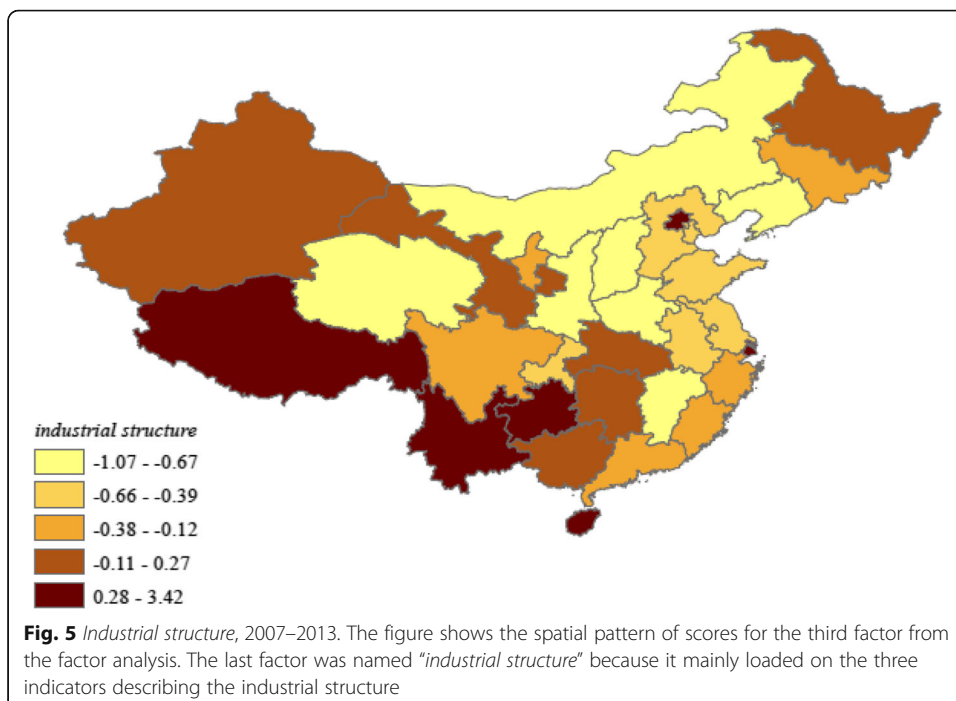 industrial structure
-1.07 - -0.67
-0.66 - -0.39
-0.38 - -0.12
-0.11 - 0.27
0.28 - 3.42
Fig. 5 Industrial structure, 2007–2013. The figure shows the spatial pattern of scores for the third factor from
the factor analysis. The last factor was named “industrial structure” because it mainly loaded on the three
indicators describing the industrial structure